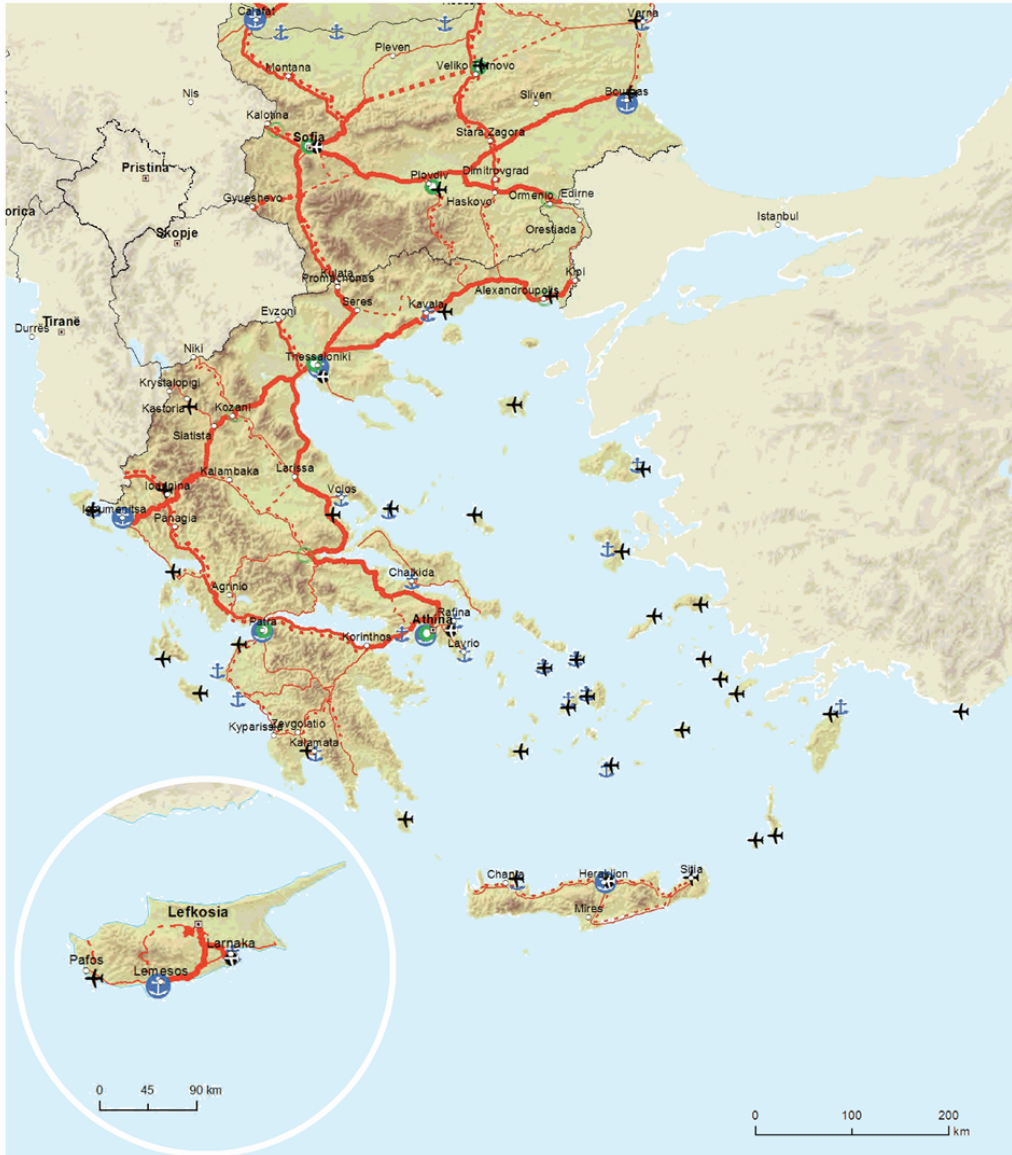 Calafat
Varna
Pleven
Montana
Veliko Tarnovo
Nis
Sliven
Bourgas
Kalotina
Sofia
Stara Zagora
Pristina
Plovdiv
Dimitrovgrad
Gyueshevo
Haskovo
Ormenio
Edirne
orica
Istanbul
Skopje
Orestiada
Kulata
Promachonas
Kipi
Alexandroupolis
Seres
Kavala
Evzoni
Durrës
Tiranë
Niki
Thessaloniki
Krystalopigi
Kastoria
Kozani
Siatista
Kalambaka
Larissa
Ioannina
Volos
Igoumenitsa
Panagia
Chalkida
Agrinio
Rafina
Patra
Athina
Korinthos
Lavrio
Kyparissia
Zevgolatio
Kalamata
Chania
Heraklion
Sitia
Mires
Lefkosia
Larnaka
Pafos
Lemesos
0 45 90 km
0 100 200
km